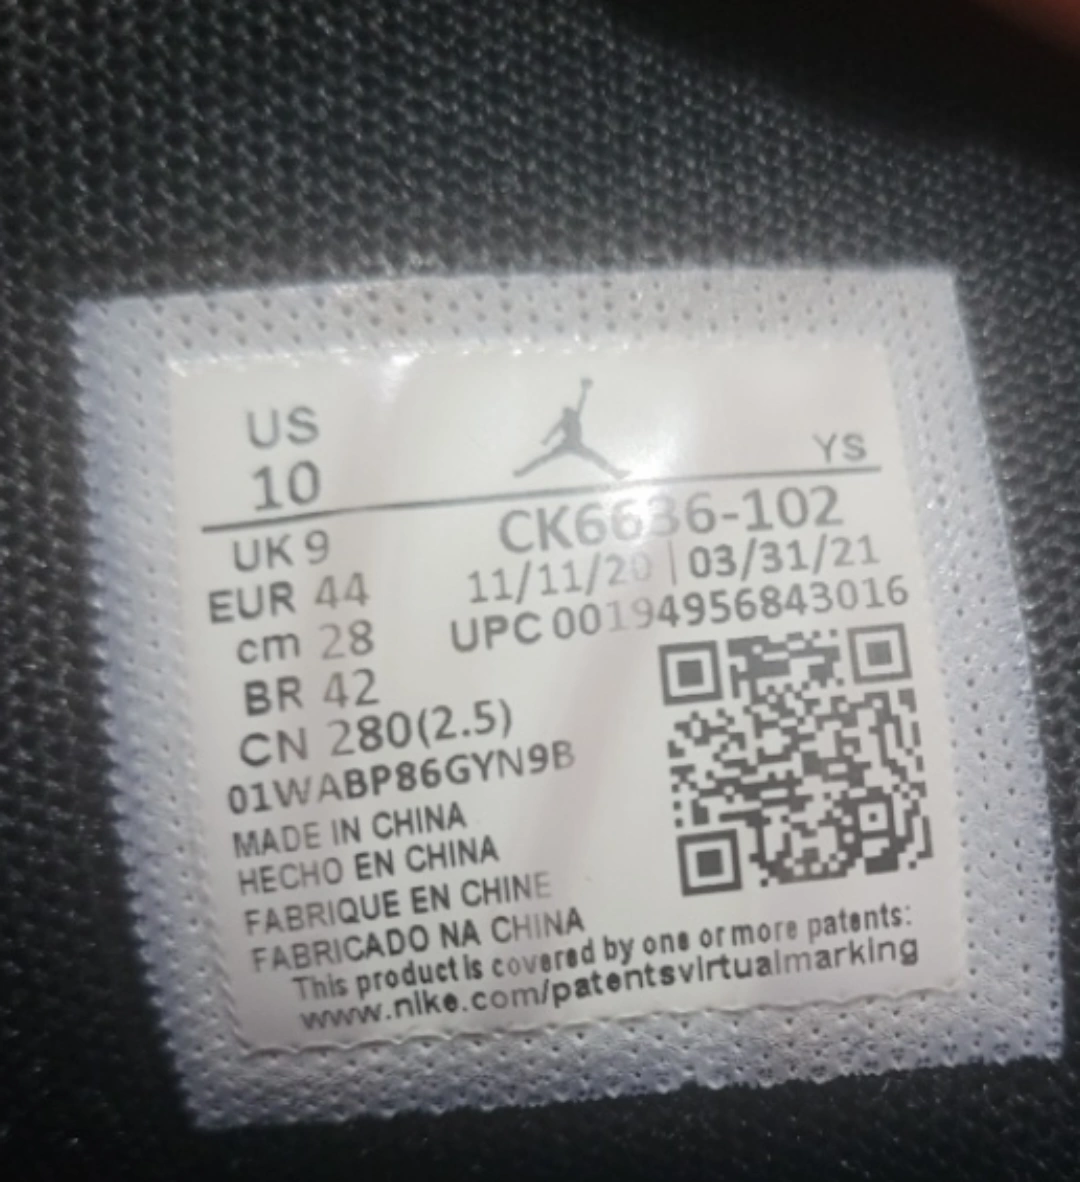 US
10
YS
UK 9
CK6636-102
EUR 44
11/11/20 | 03/31/21
cm 28
UPC 00194956843016
BR 42
CN 280(2.5)
01WABP86GYN9B
MADE IN CHINA
HECHO EN CHINA
FABRIQUE EN CHINE
FABRICADO NA CHINA
This product is covered by one or more patents:
www.nike.com/patentsvirtualmarking